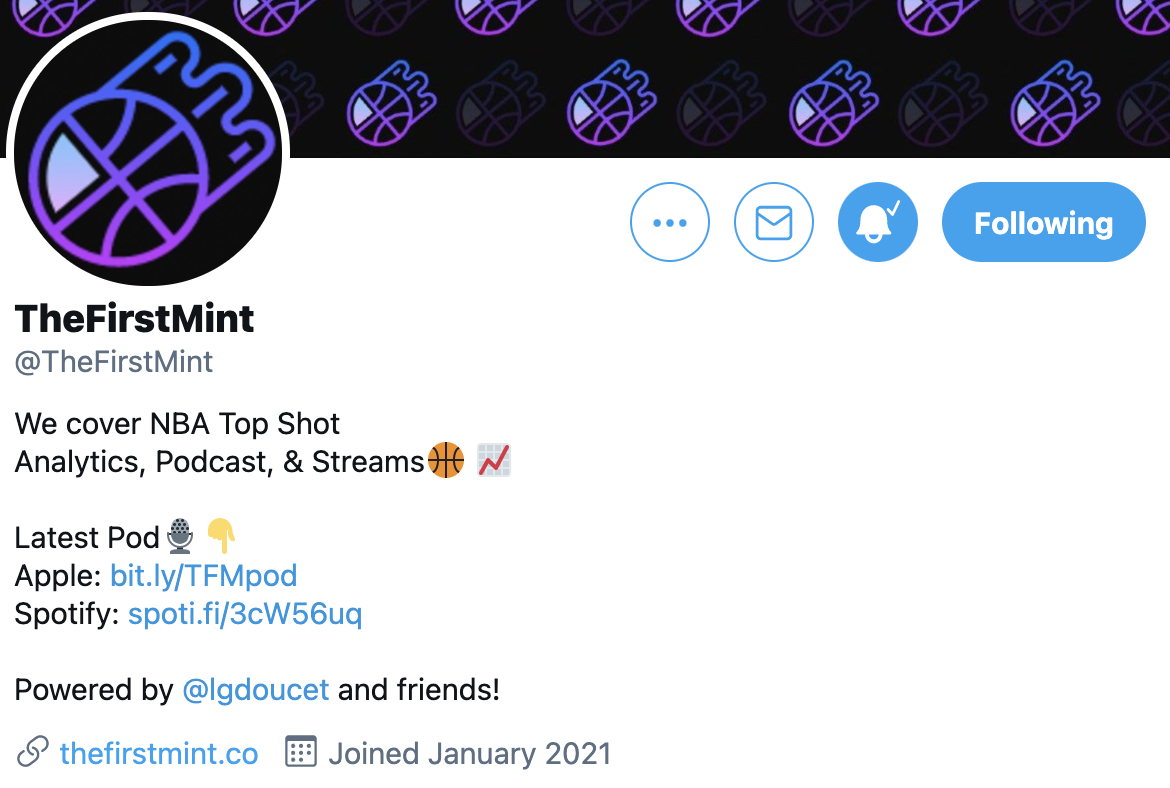 Following
TheFirstMint
@TheFirstMint
We cover NBA Top Shot
Analytics, Podcast, & Streams🏀 📈
Latest Pod🎙️ 👇
Apple: bit.ly/TFMpod
Spotify: spoti.fi/3cW56uq
Powered by @lgdoucet and friends!
thefirstmint.co Joined January 2021